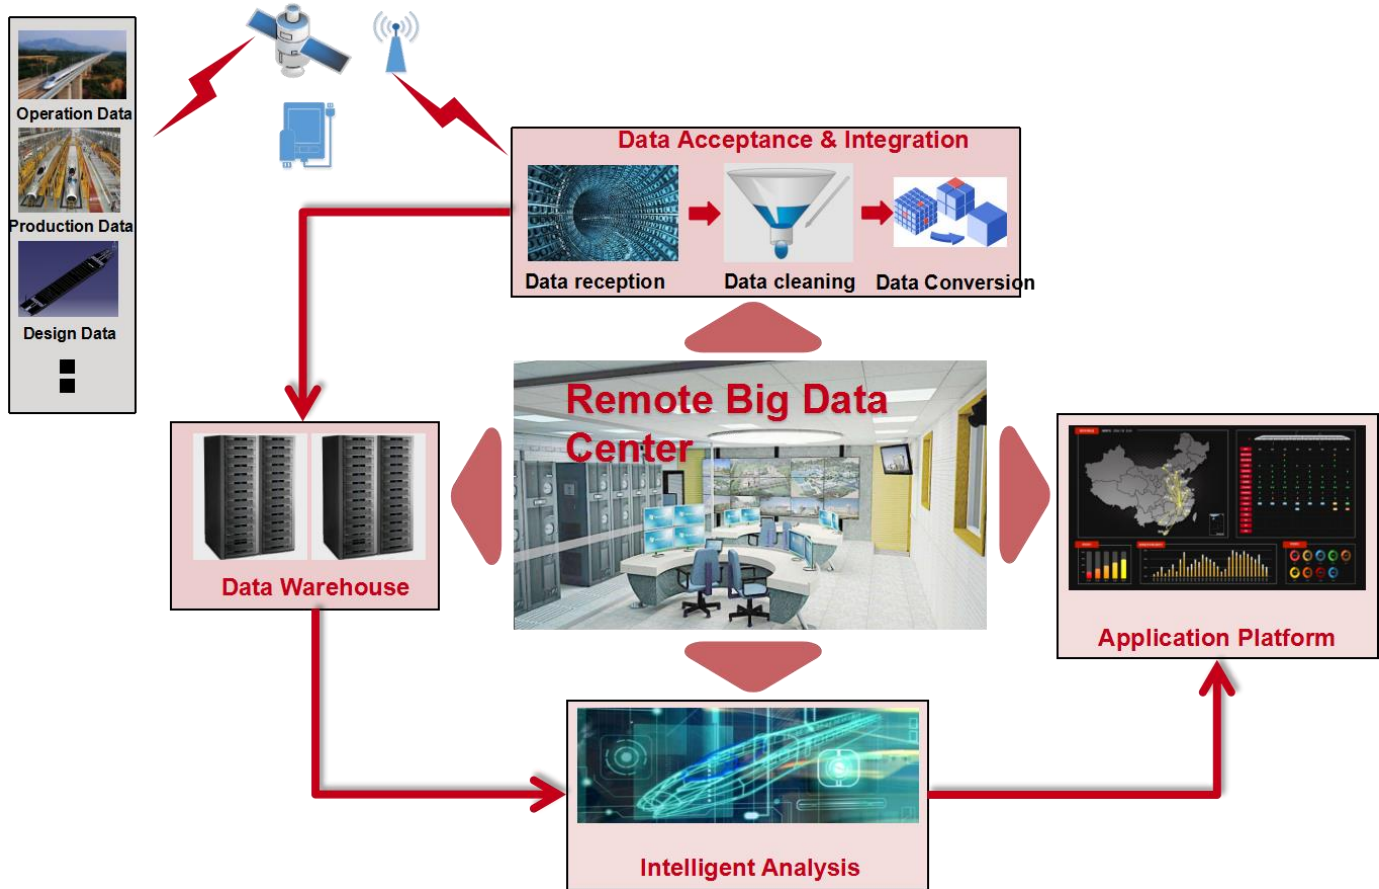 Operation Data
Production Data
Design Data
Data Acceptance & Integration
Data reception
Data cleaning
Data Conversion
Remote Big Data
Center
Data Warehouse
Application Platform
Intelligent Analysis